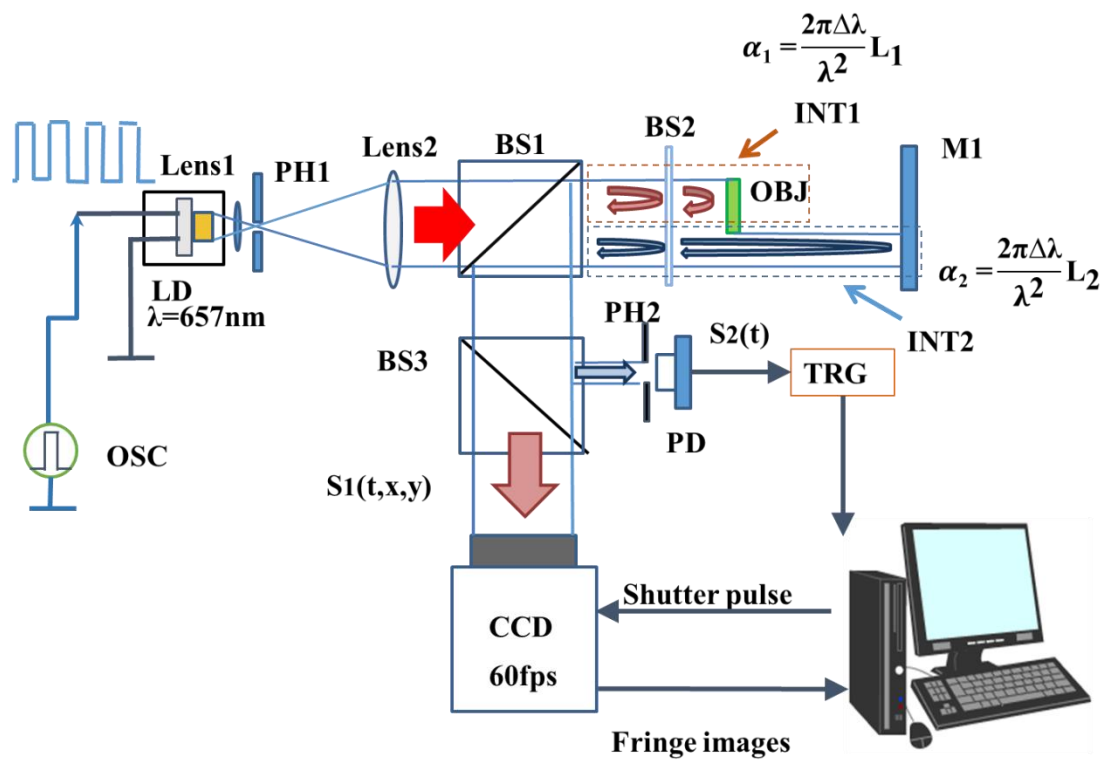 α₁ = 2πΔλ/λ² L₁
INT1
BS2
BS1
M1
Lens2
Lens1
PH1
OBJ
α₂ = 2πΔλ/λ² L₂
LD
λ=657nm
PH2
S2(t)
INT2
BS3
TRG
PD
OSC
S1(t,x,y)
Shutter pulse
CCD
60fps
Fringe images